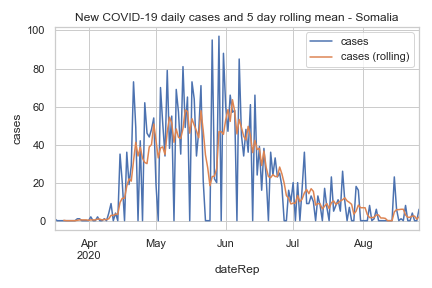 New COVID-19 daily cases and 5 day rolling mean - Somalia
cases
cases (rolling)
cases
100
80
60
40
20
0
Apr
2020
May
Jun
Jul
Aug
dateRep